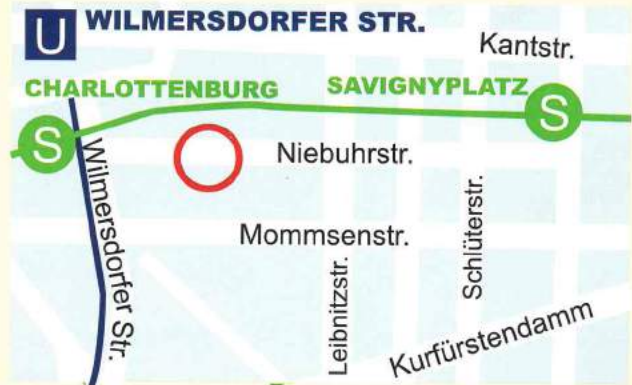 U WILMERSDORFER STR.
Kantstr.
CHARLOTTENBURG
SAVIGNYPLATZ
S
S
Niebuhrstr.
Wilmersdorfer Str.
Mommsenstr.
Schlüterstr.
Leibnitzstr.
Kurfürstendamm